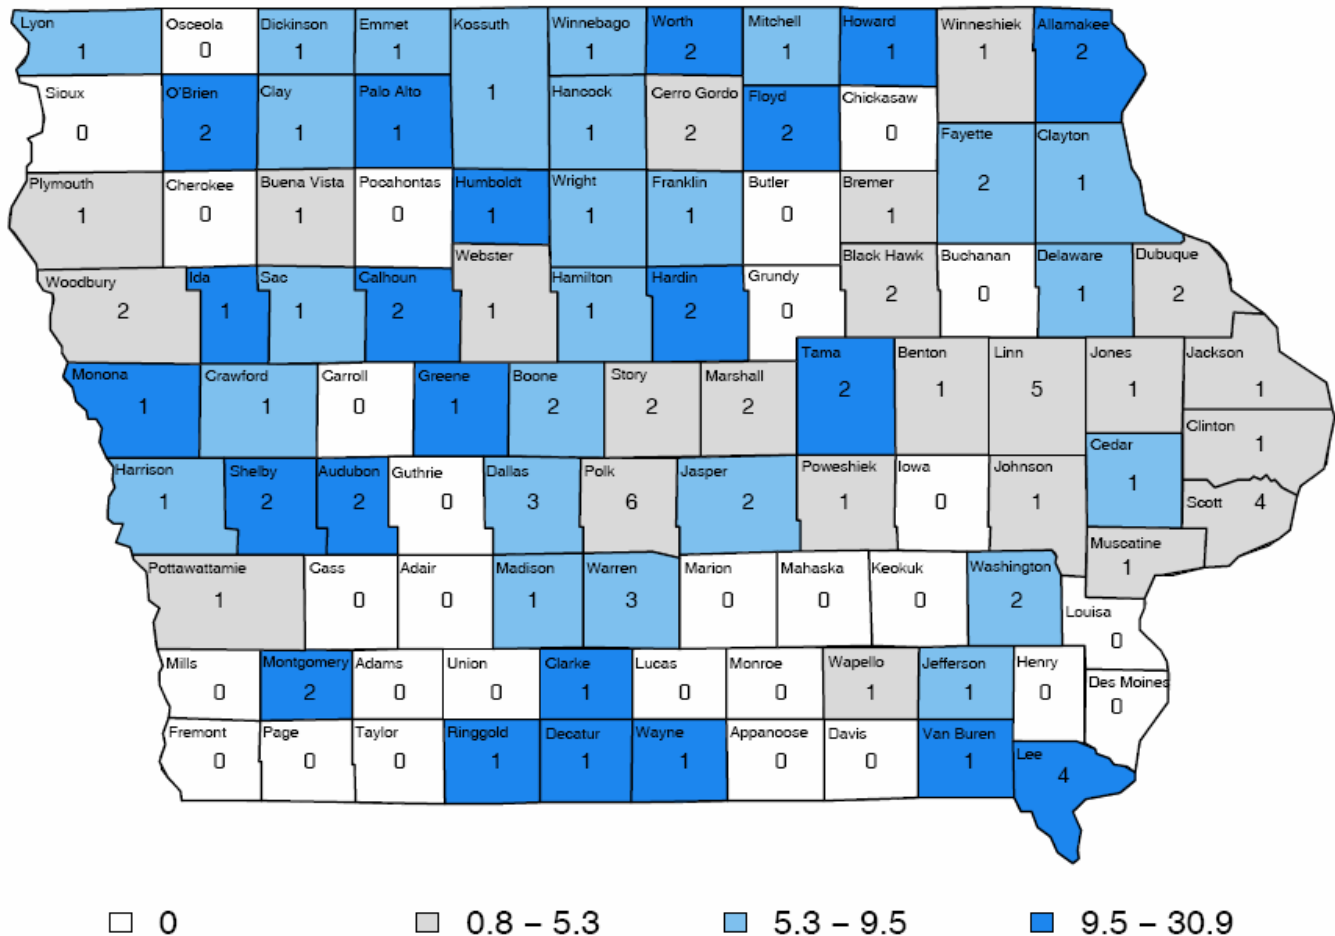 Lyon Osceola Dickinson Emmet Kossuth Winnebago Worth Mitchell Howard Winneshiek Allamakee
1 0 1 1 1 1 2 1 1 1 2
Sioux O'Brien Clay Palo Alto Hancock Cerro Gordo Floyd Chickasaw
0 2 1 1 1 2 2 0
Fayette Clayton
2 1
Plymouth Cherokee Buena Vista Pocahontas Humboldt Wright Franklin Butler Bremer
1 0 1 0 1 1 1 0 1
Woodbury Ida Sac Calhoun Webster Hamilton Hardin Grundy Black Hawk Buchanan Delaware Dubuque
2 1 1 2 1 1 2 0 2 0 1 2
Monona Crawford Carroll Greene Boone Story Marshall Tama Benton Linn Jones Jackson
1 1 0 1 2 2 2 2 1 5 1 1
Clinton
1
Harrison Shelby Audubon Guthrie Dallas Polk Jasper Poweshiek Iowa Johnson Cedar
1 2 2 0 3 6 2 1 0 1 1
Scott 4
Muscatine
1
Pottawattamie Cass Adair Madison Warren Marion Mahaska Keokuk Washington
1 0 0 1 3 0 0 0 2
Louisa
0
Mills Montgomery Adams Union Clarke Lucas Monroe Wapello Jefferson Henry Des Moines
0 2 0 0 1 0 0 1 1 0 0
Fremont Page Taylor Ringgold Decatur Wayne Appanoose Davis Van Buren Lee
0 0 0 1 1 1 0 0 1 4
0 0.8 – 5.3 5.3 – 9.5 9.5 – 30.9